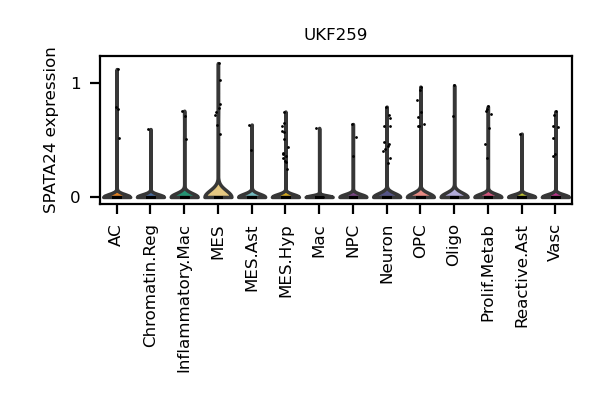 UKF259
SPATA24 expression
1
0
AC
Chromatin.Reg
Inflammatory.Mac
MES
MES.Ast
MES.Hyp
Mac
NPC
Neuron
OPC
Oligo
Prolif.Metab
Reactive.Ast
Vasc